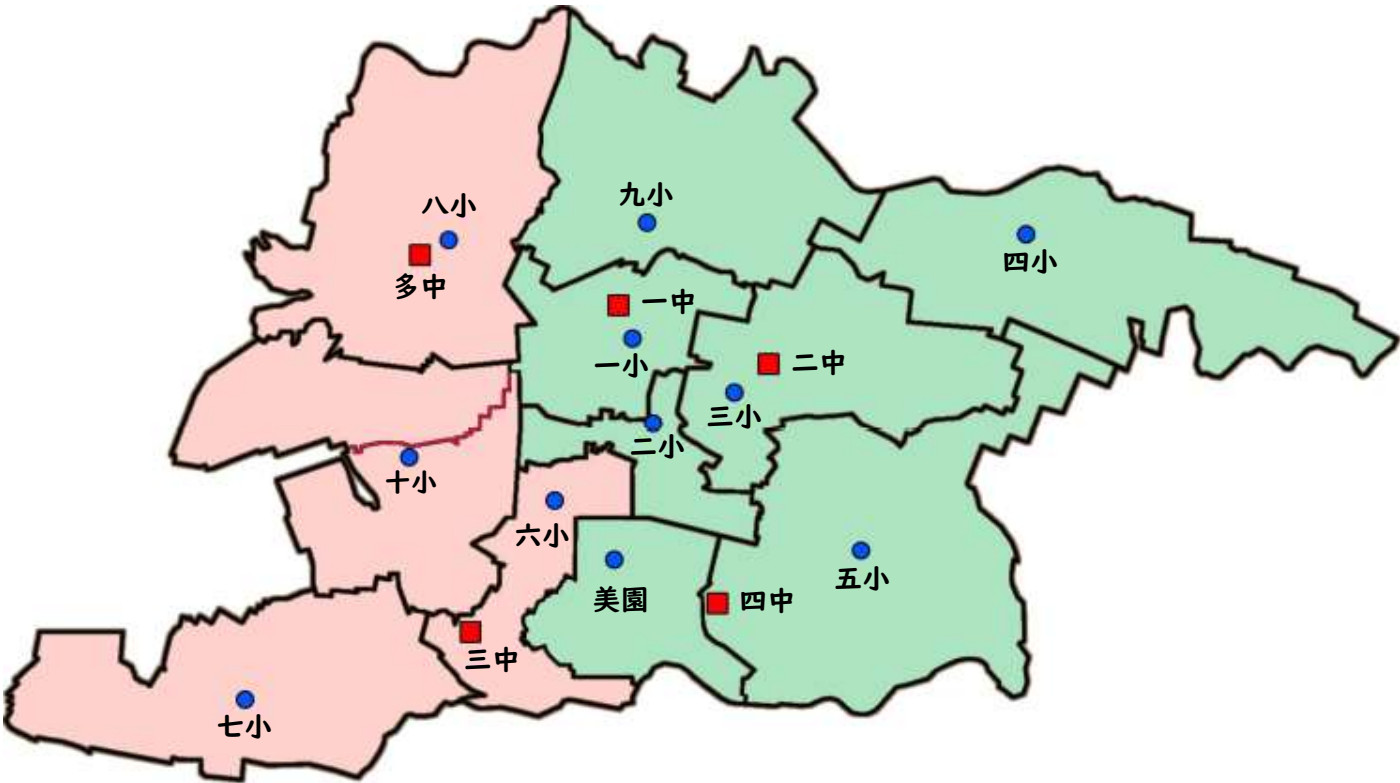 八小
九小
多中
四小
一中
一小
二中
三小
二小
十小
六小
美園
四中
五小
三中
七小